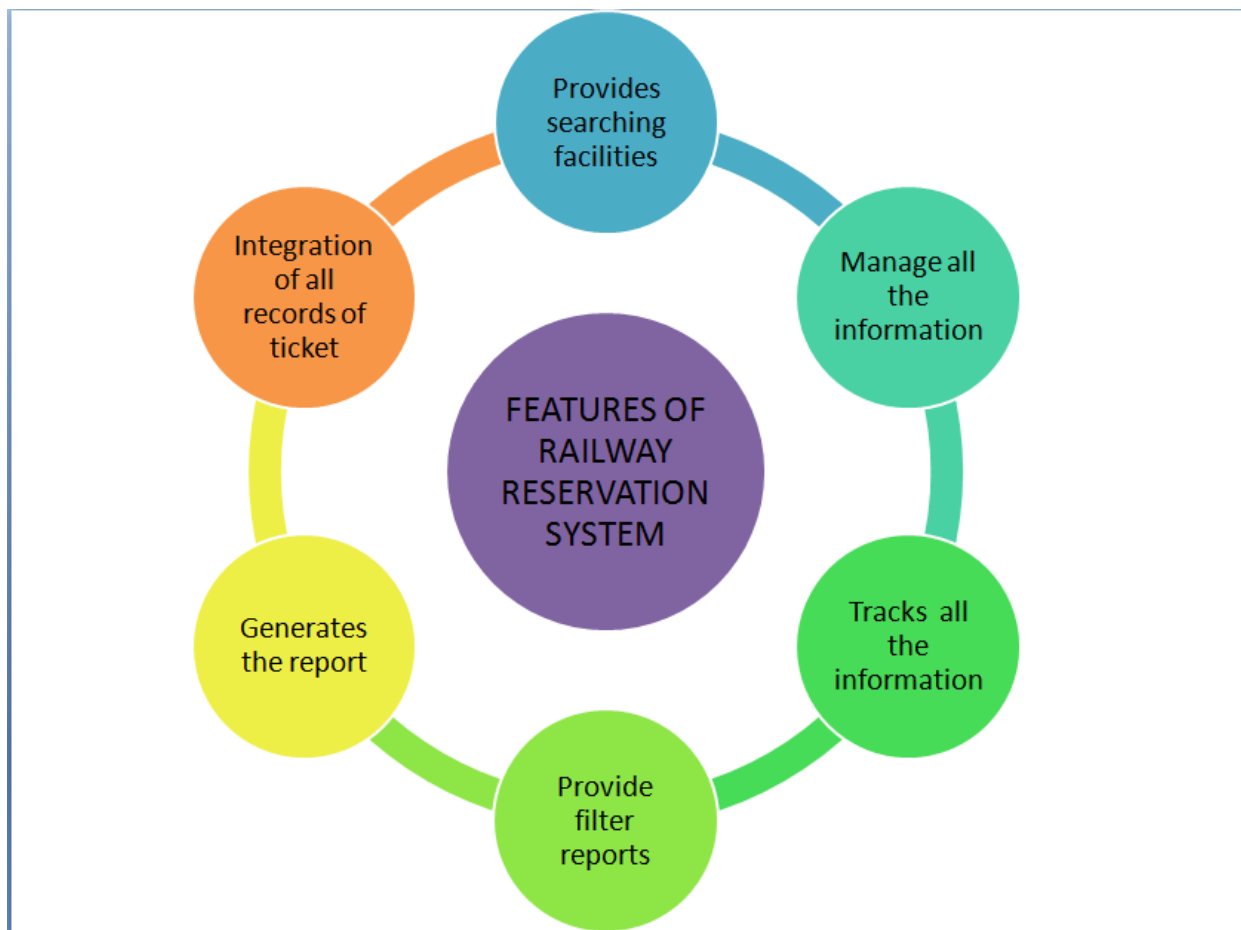 Provides
searching
facilities
Manage all
the
information
Tracks  all
the
information
Provide
filter
reports
Generates
the report
Integration
of all
records of
ticket
FEATURES OF
RAILWAY
RESERVATION
SYSTEM